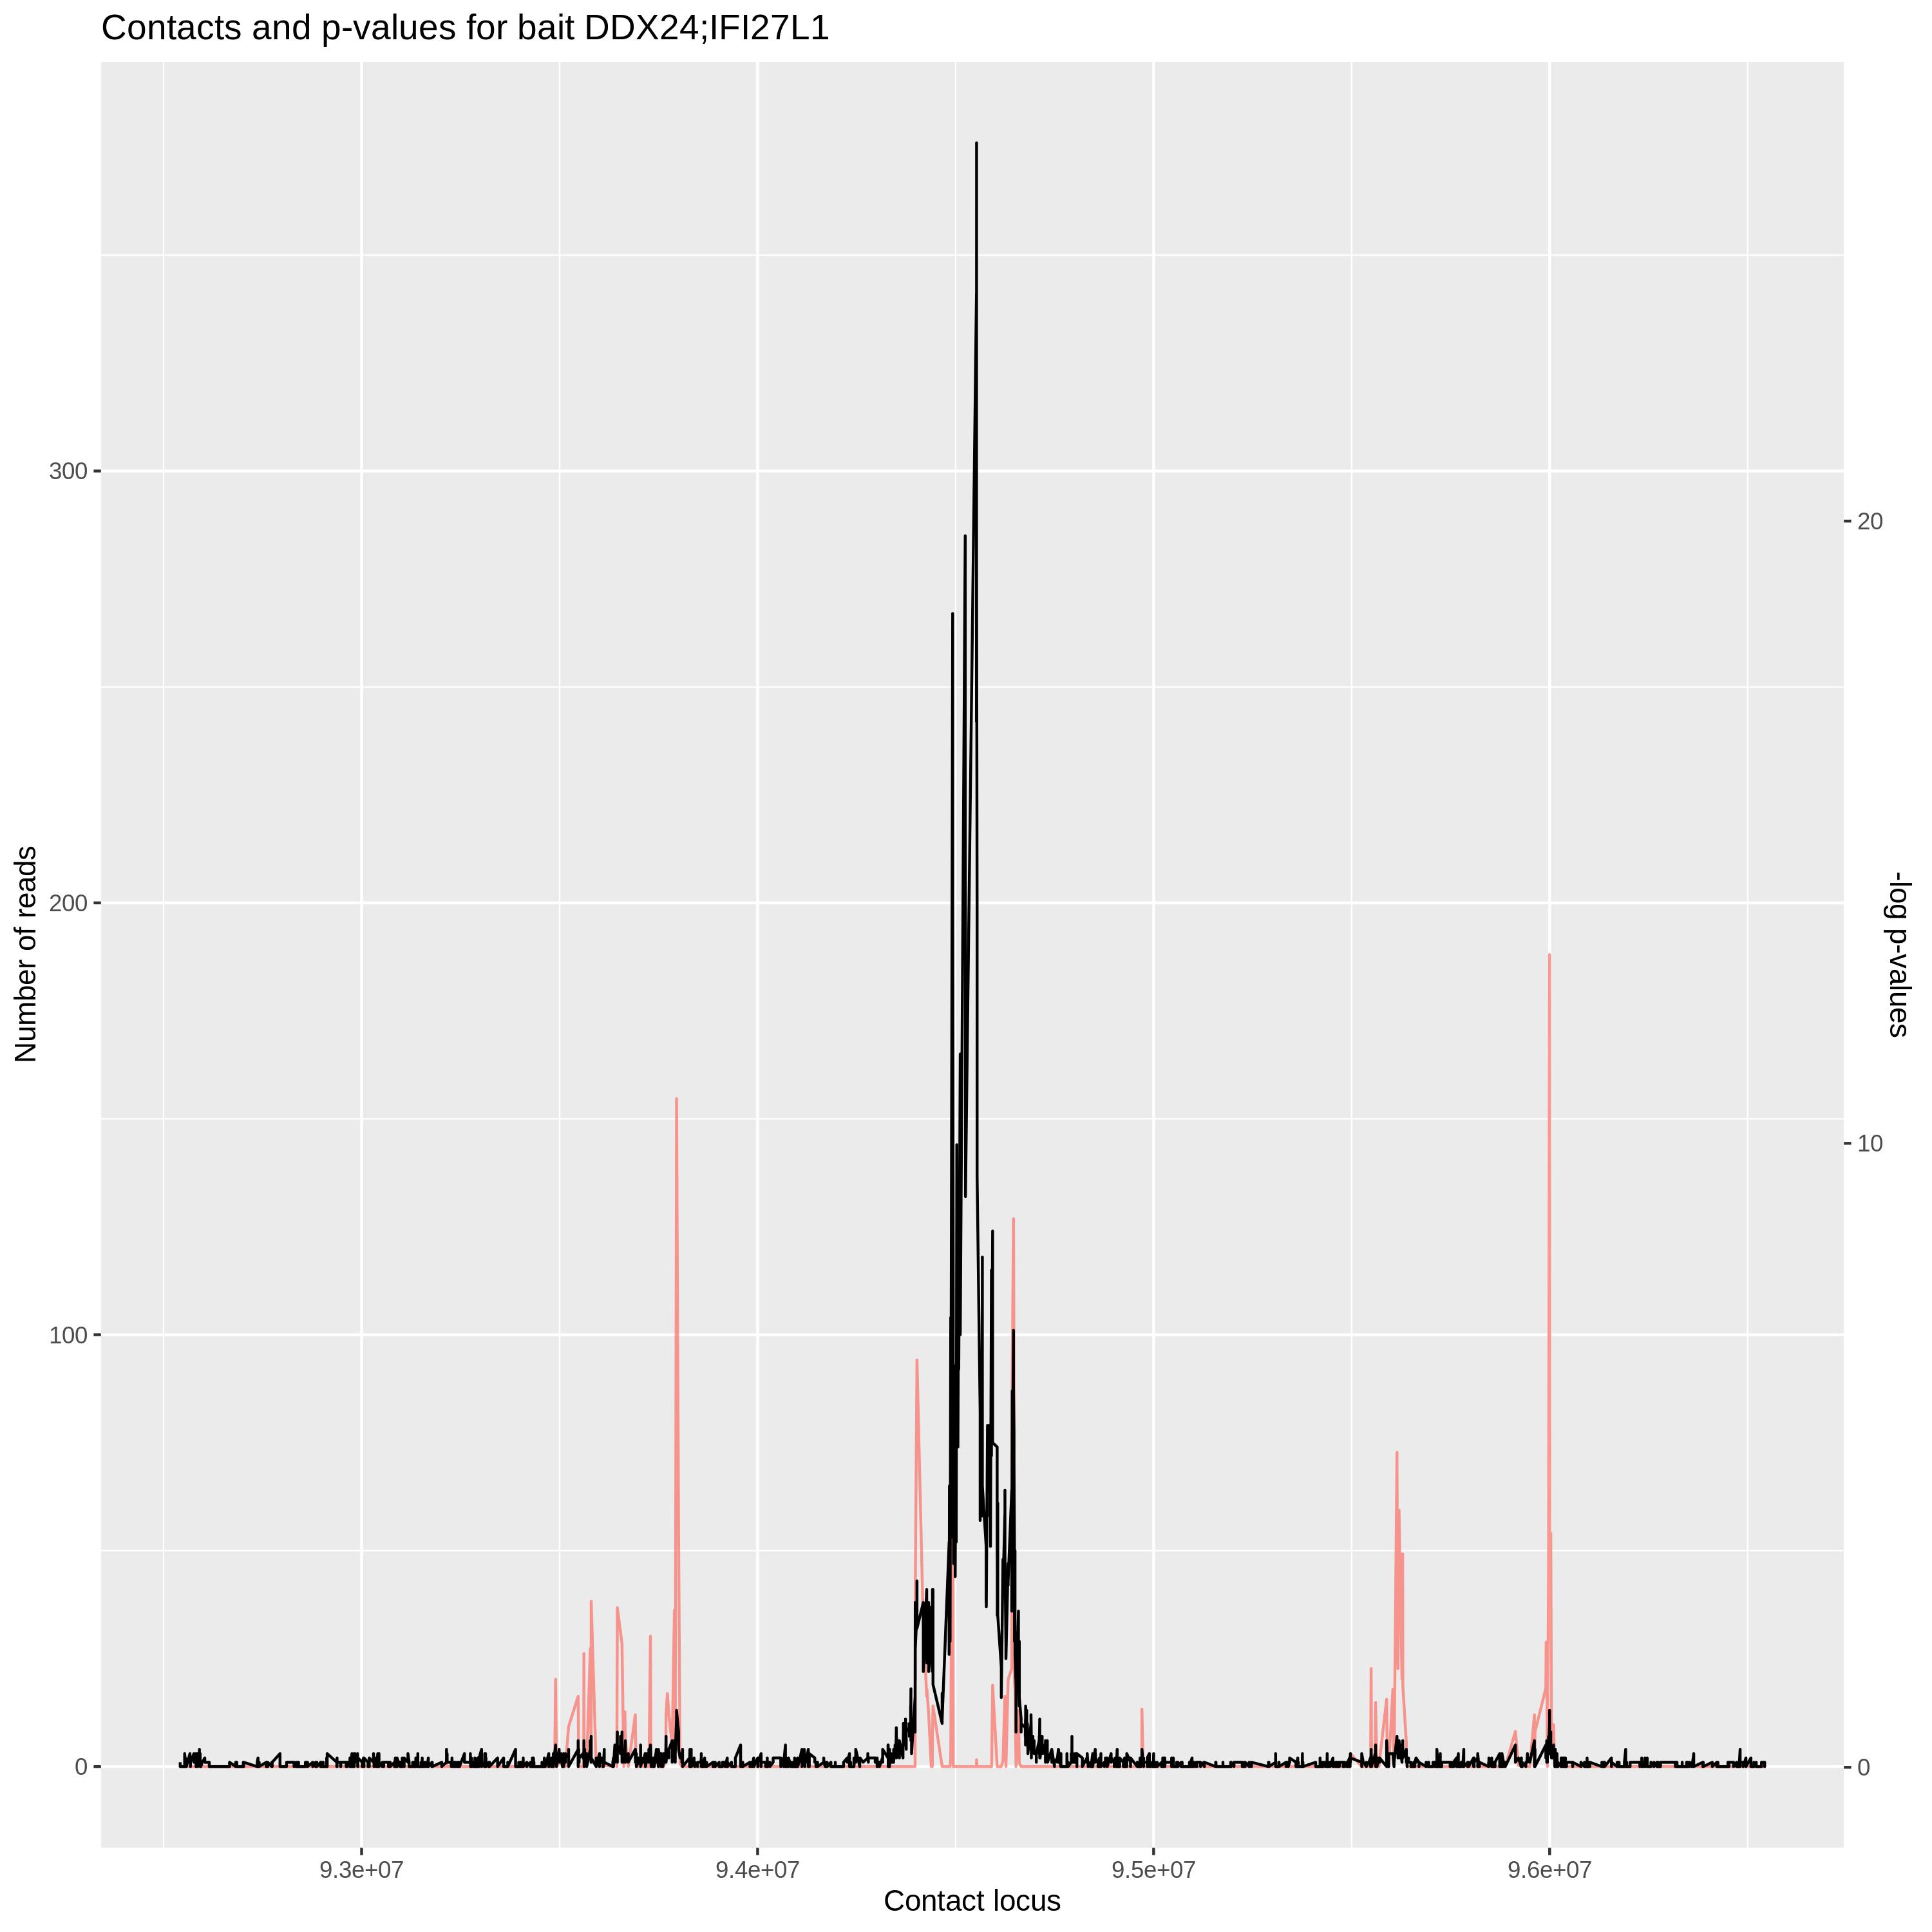 Contacts and p-values for bait DDX24;IFI27L1
300
200
100
0
Number of reads
20
10
0
-log p-values
9.3e+07
9.4e+07
9.5e+07
9.6e+07
Contact locus